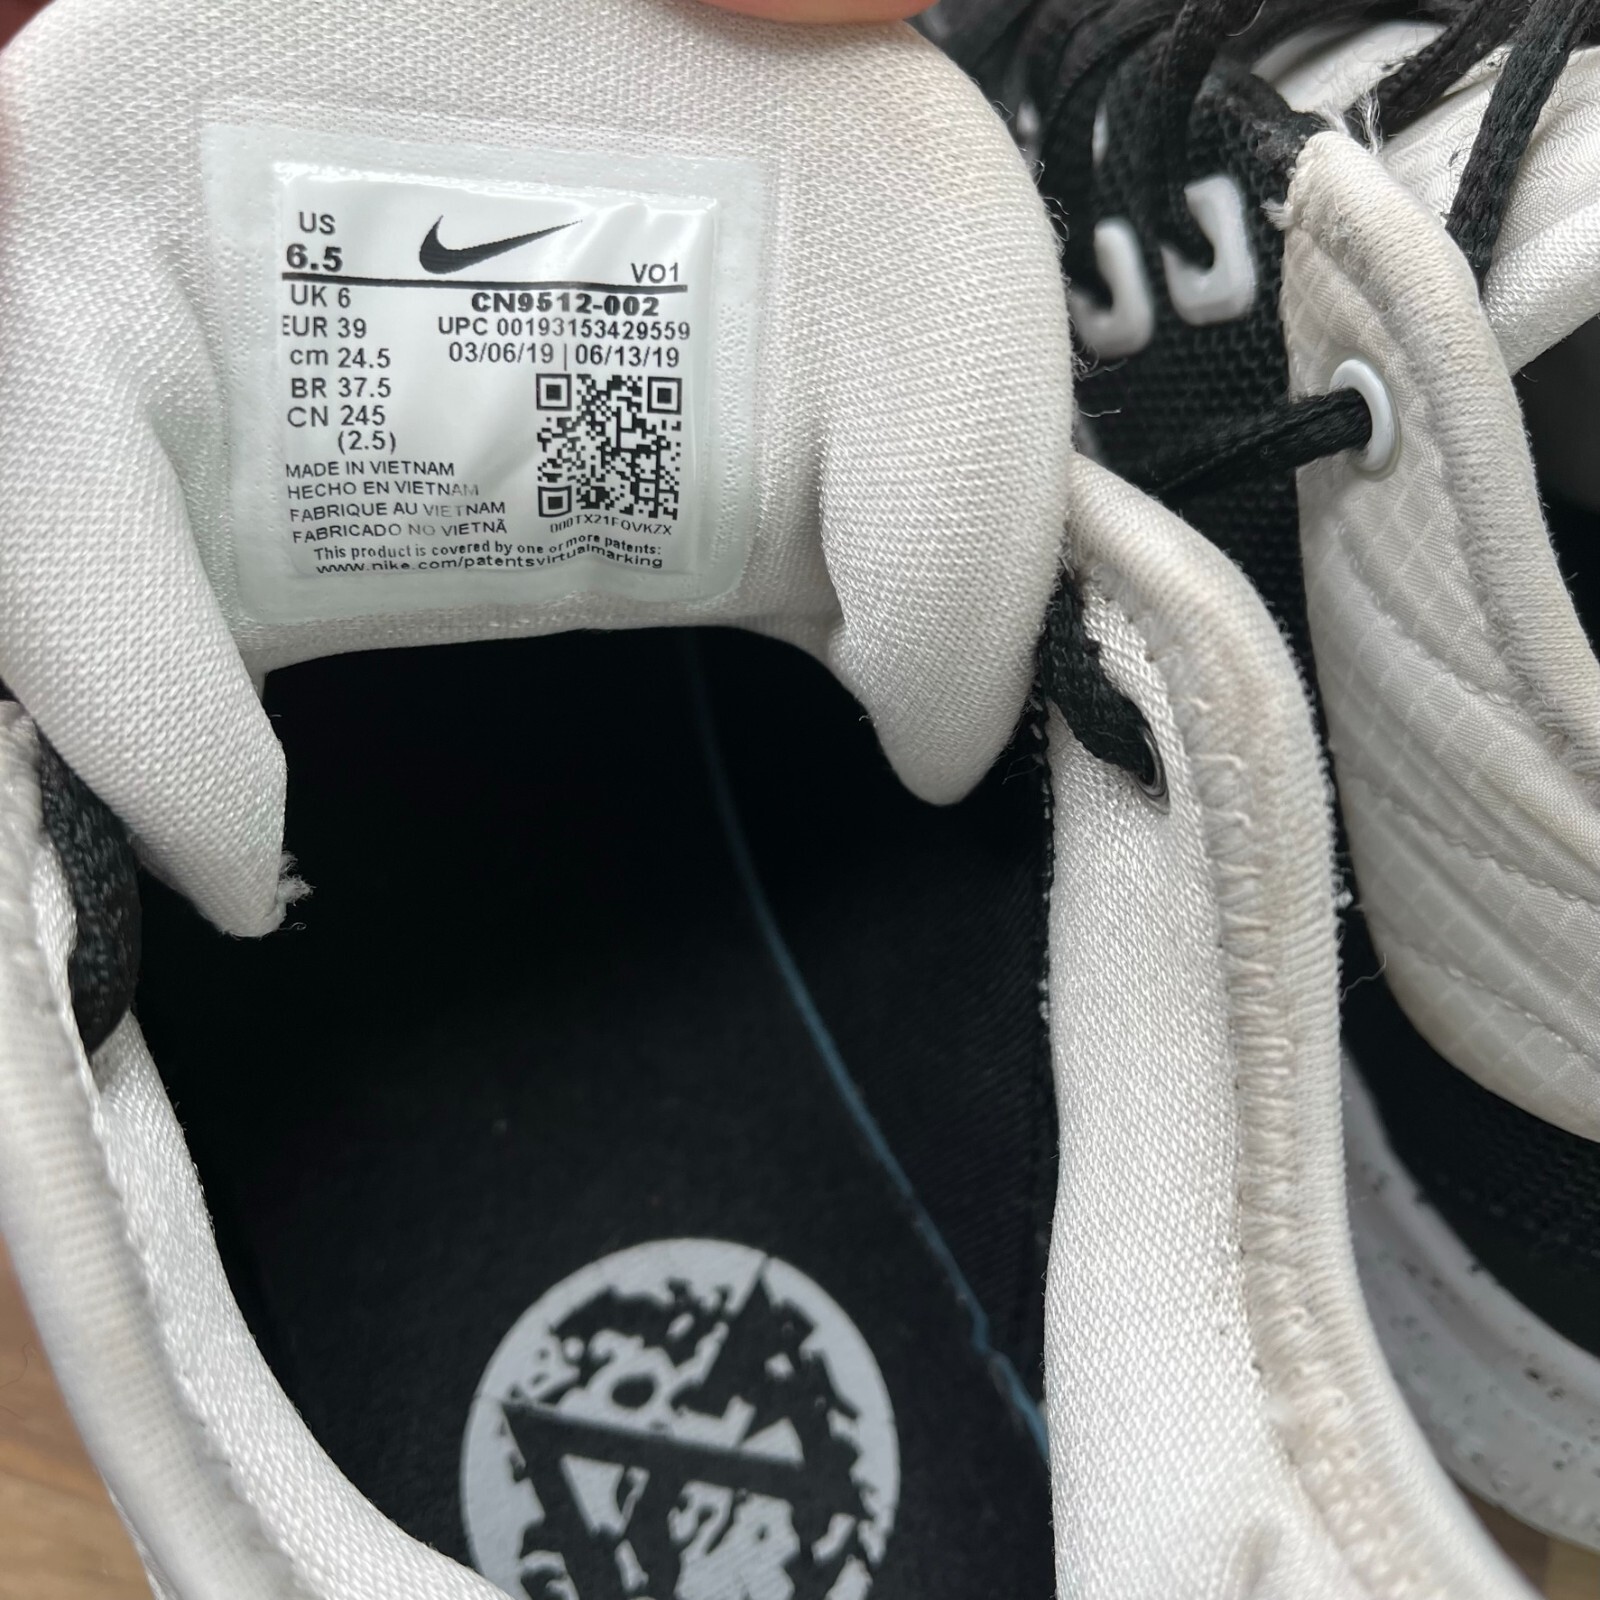 US
6.5
VO1
UK 6
CN9512-002
EUR 39
UPC 00193153429559
cm 24.5
03/06/19 | 06/13/19
BR 37.5
CN 245
(2.5)
MADE IN VIETNAM
HECHO EN VIETNAM
FABRIQUE AU VIETNAM
FABRICADO NO VIETNÃ
000TX21FOVKZX
This product is covered by one or more patents:
www.nike.com/patentsvirtualmarking